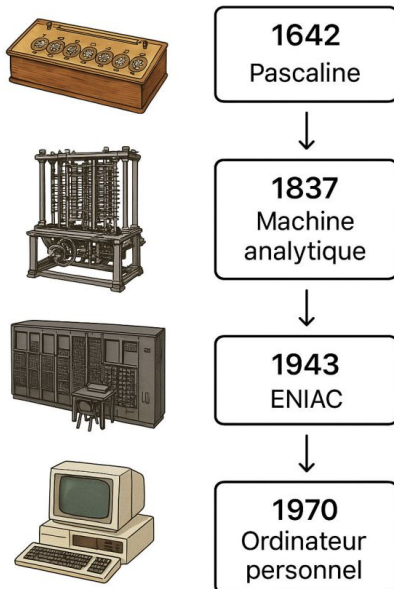 1642
Pascaline
1837
Machine
analytique
1943
ENIAC
1970
Ordinateur
personnel